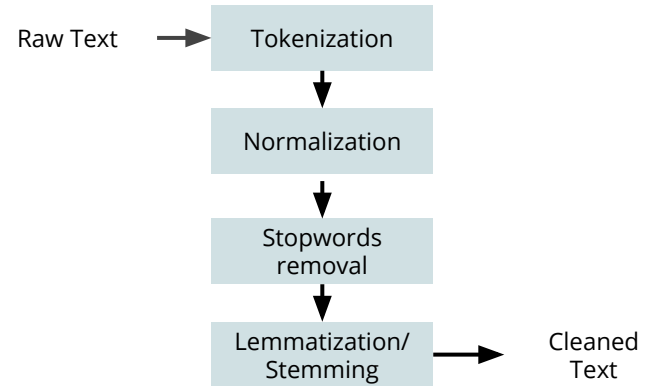 Raw Text
Tokenization
Normalization
Stopwords
removal
Lemmatization/
Stemming
Cleaned
Text